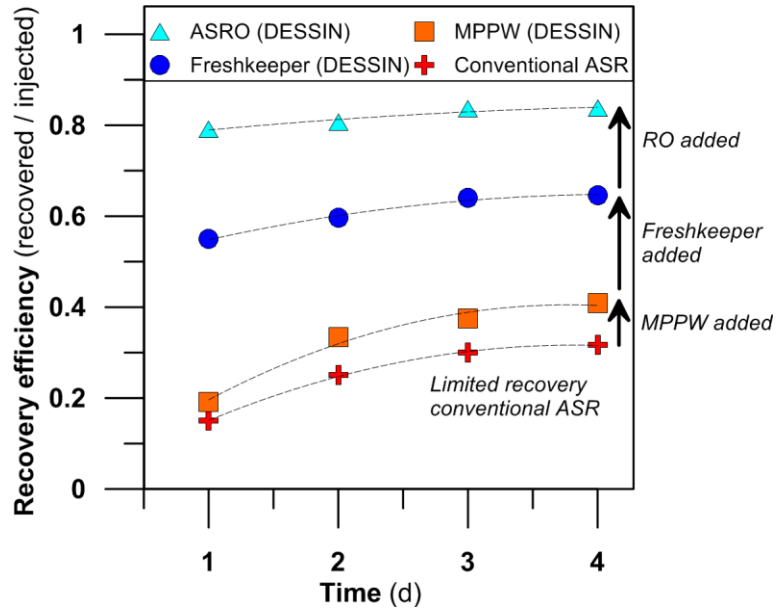 ASRO (DESSIN)
MPPW (DESSIN)
Freshkeeper (DESSIN)
Conventional ASR
1
0.8
0.6
0.4
0.2
0
Recovery efficiency (recovered / injected)
RO added
Freshkeeper
added
MPPW added
Limited recovery
conventional ASR
1
2
3
4
Time (d)